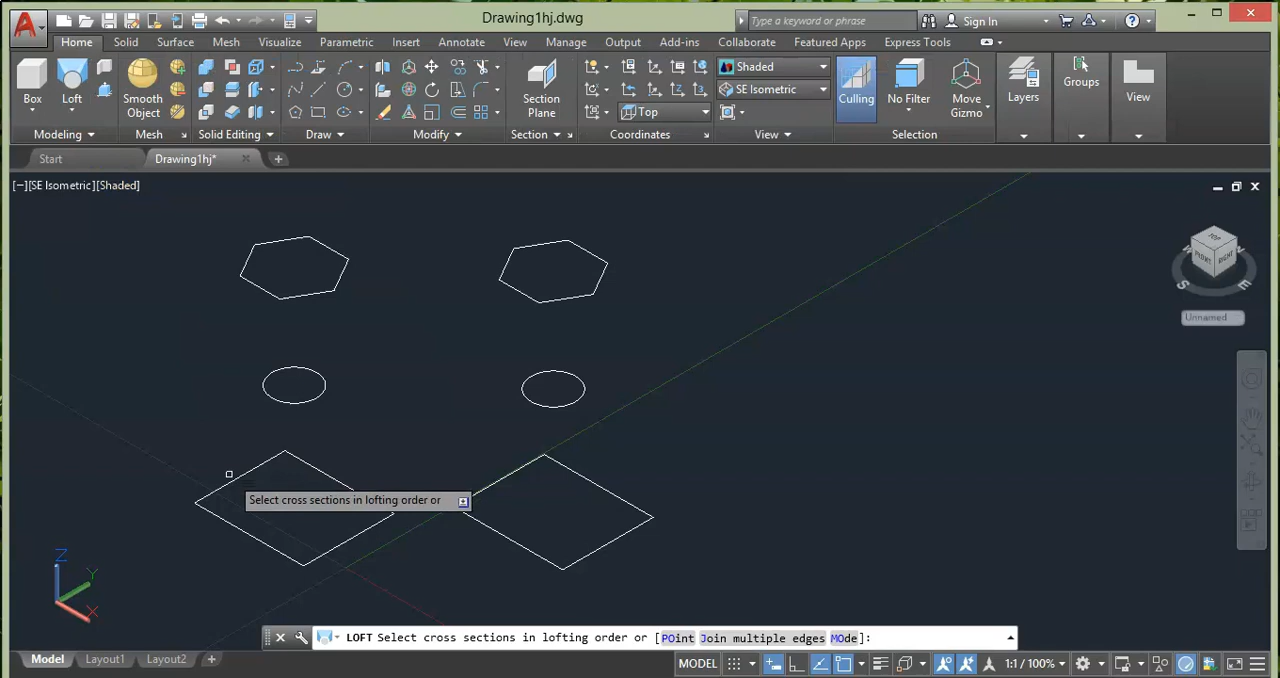 Drawing1hj.dwg
Type a keyword or phrase
Sign In
Home Solid Surface Mesh Visualize Parametric Insert Annotate View Manage Output Add-ins Collaborate Featured Apps Express Tools
Box
Loft
Smooth Object
Section Plane
Top
Shaded
SE Isometric
Culling
No Filter
Move Gizmo
Layers
Groups
View
Modeling Mesh Solid Editing Draw Modify Section Coordinates View Selection
Start Drawing1hj*
[−][SE Isometric][Shaded]
TOP
FRONT
RIGHT
W
S
E
Unnamed
Select cross sections in lofting order or
Z
Y
X
LOFT Select cross sections in lofting order or [POint Join multiple edges MOde]:
Model Layout1 Layout2 +
MODEL
1:1 / 100%